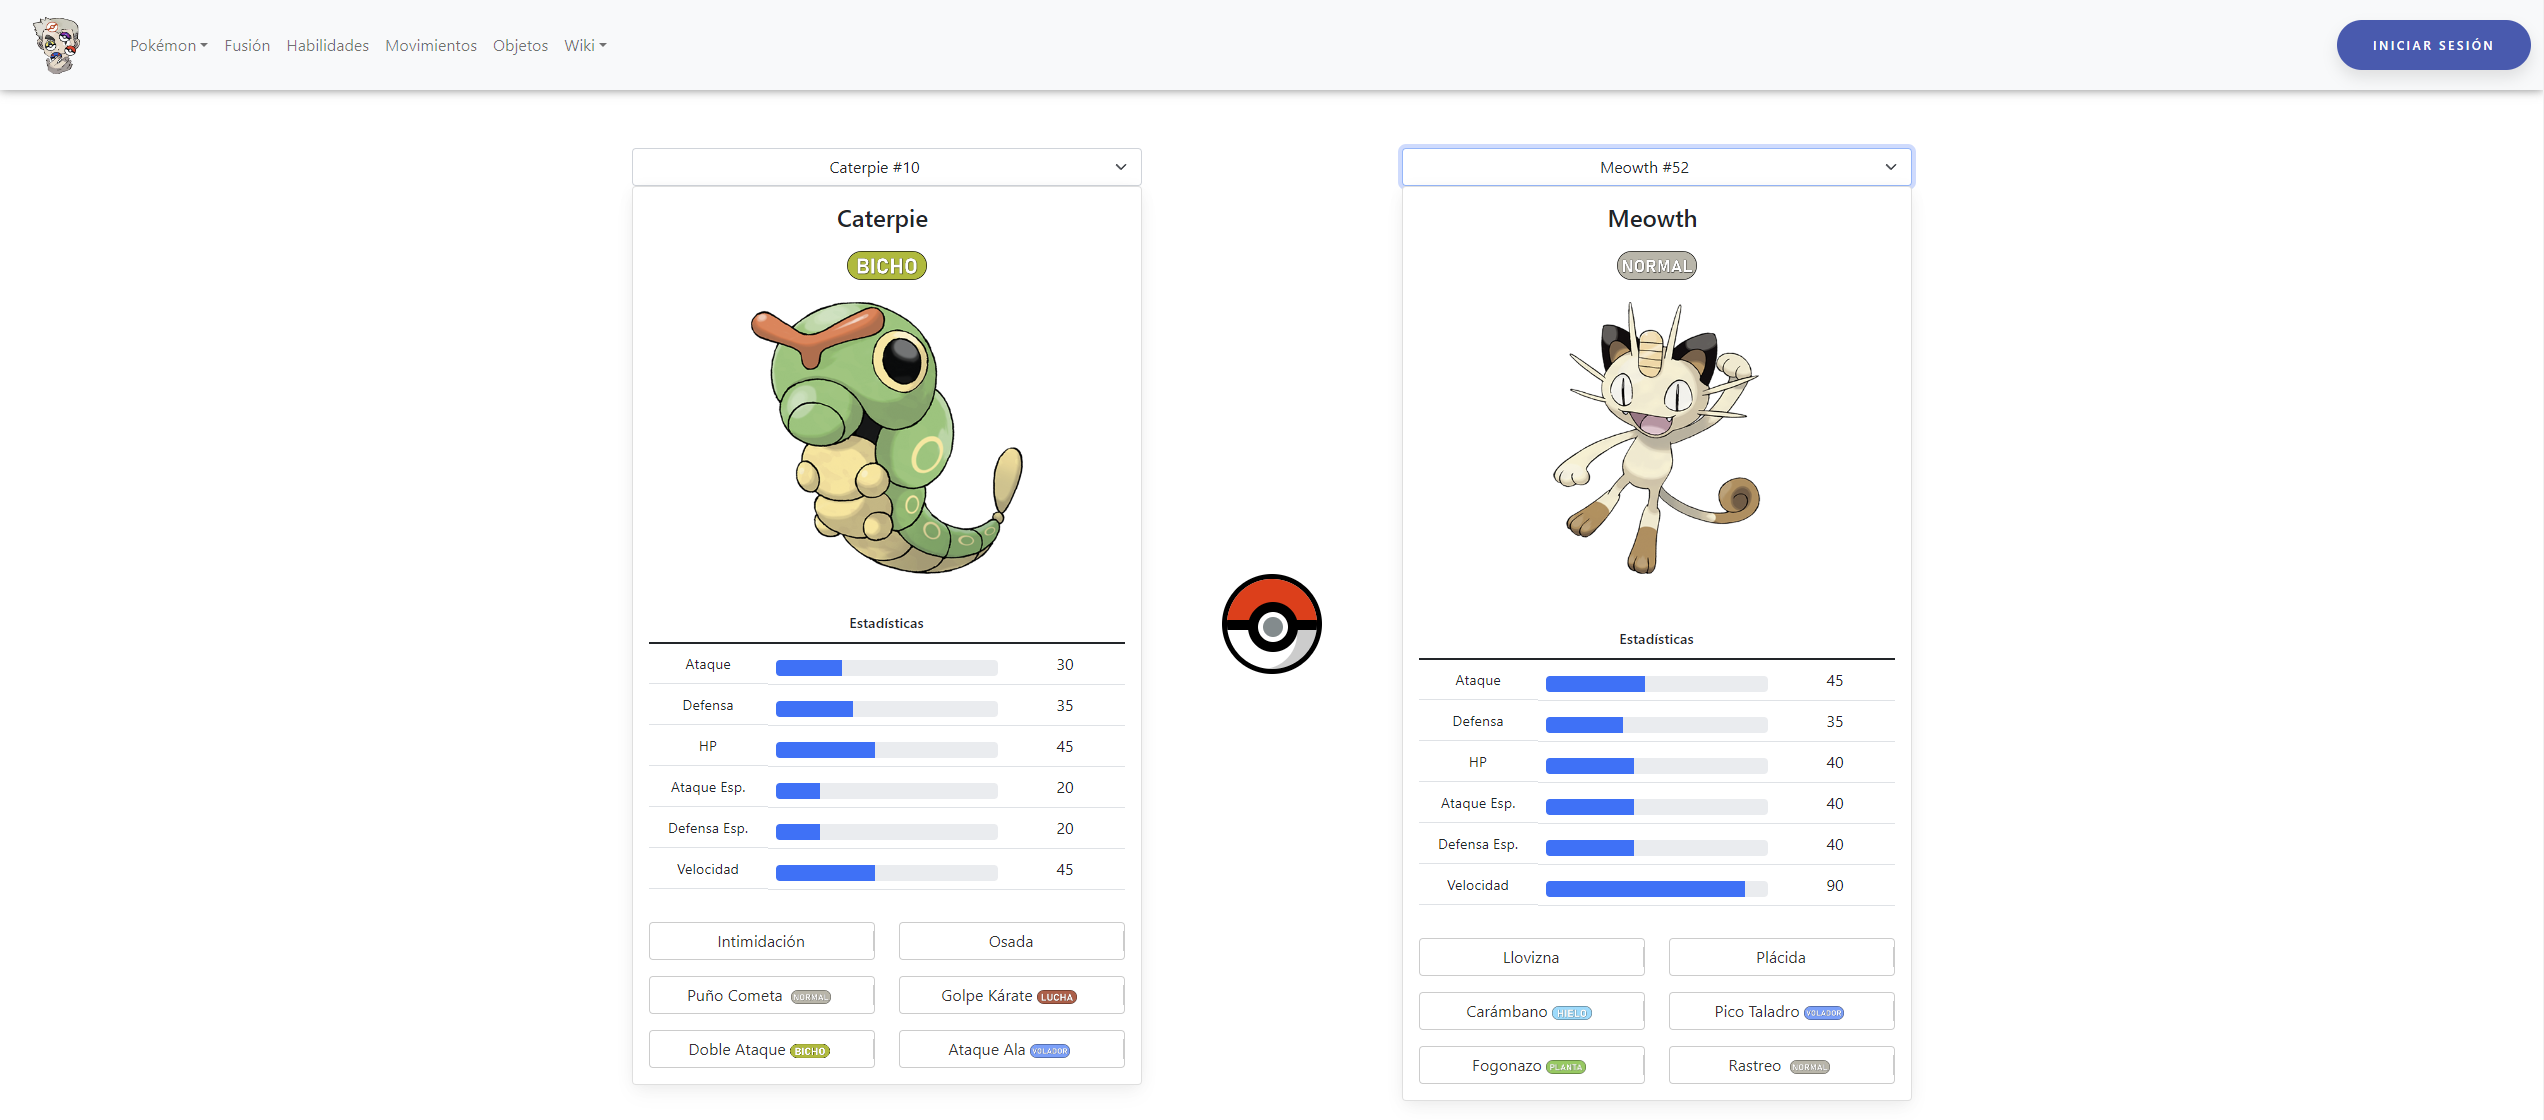 Pokémon Fusión Habilidades Movimientos Objetos Wiki
INICIAR SESIÓN
Caterpie #10
Caterpie
BICHO
Estadísticas
Ataque 30
Defensa 35
HP 45
Ataque Esp. 20
Defensa Esp. 20
Velocidad 45
Intimidación Osada
Puño Cometa NORMAL Golpe Kárate LUCHA
Doble Ataque BICHO Ataque Ala VOLADOR
Meowth #52
Meowth
NORMAL
Estadísticas
Ataque 45
Defensa 35
HP 40
Ataque Esp. 40
Defensa Esp. 40
Velocidad 90
Llovizna Plácida
Carámbano HIELO Pico Taladro VOLADOR
Fogonazo PLANTA Rastreo NORMAL